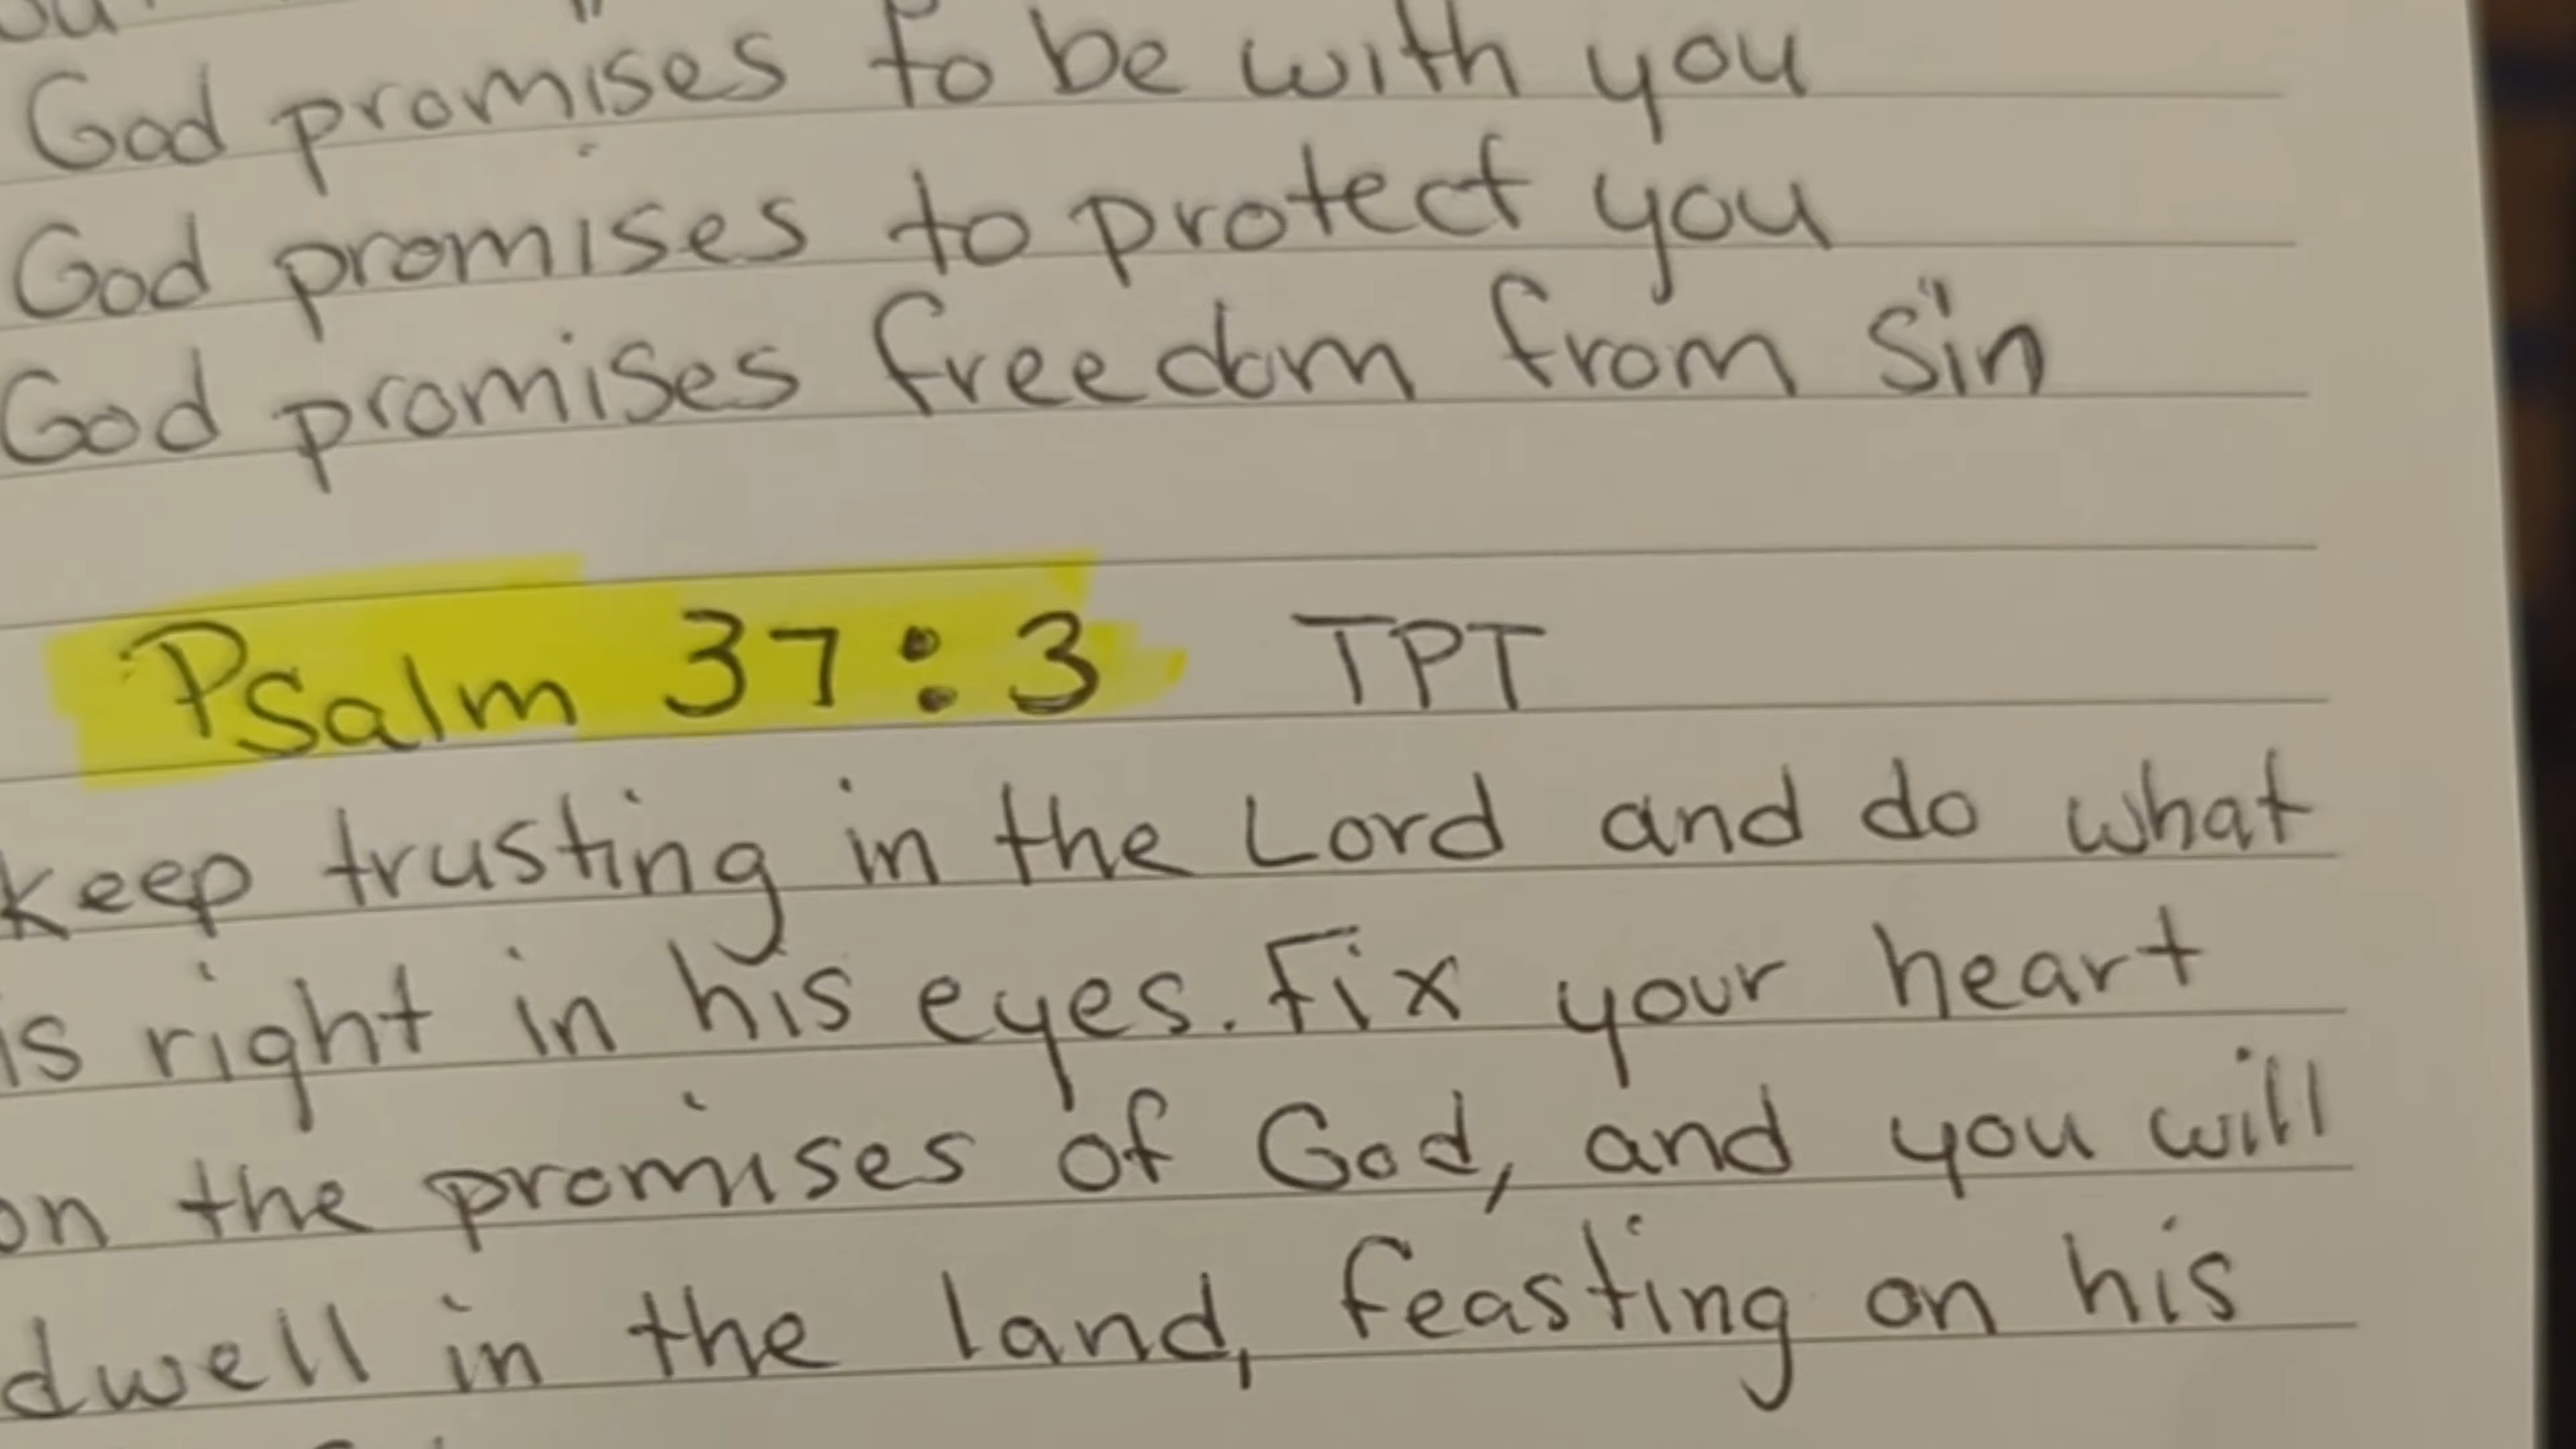 God promises to be with you
God promises to protect you
God promises freedom from sin
Psalm 37:3 TPT
keep trusting in the Lord and do what
is right in his eyes. Fix your heart
on the promises of God, and you will
dwell in the land, feasting on his